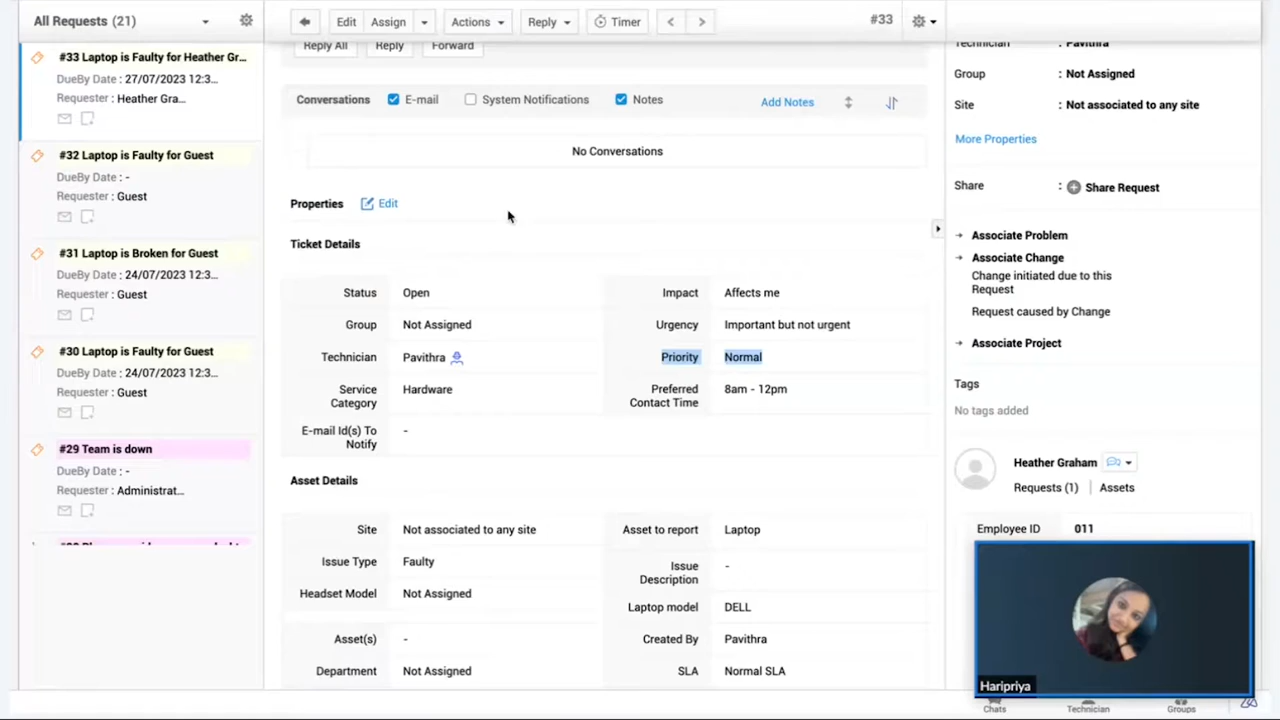 All Requests (21)
#33 Laptop is Faulty for Heather Gr...
DueBy Date : 27/07/2023 12:3...
Requester : Heather Gra...
#32 Laptop is Faulty for Guest
DueBy Date : -
Requester : Guest
#31 Laptop is Broken for Guest
DueBy Date : 24/07/2023 12:3...
Requester : Guest
#30 Laptop is Faulty for Guest
DueBy Date : 24/07/2023 12:3...
Requester : Guest
#29 Team is down
DueBy Date : -
Requester : Administrat...
Edit Assign Actions Reply Timer #33
Reply All Reply Forward
Conversations E-mail System Notifications Notes Add Notes
No Conversations
Properties Edit
Ticket Details
Status Open Impact Affects me
Group Not Assigned Urgency Important but not urgent
Technician Pavithra Priority Normal
Service Category Hardware Preferred Contact Time 8am - 12pm
E-mail Id(s) To Notify -
Asset Details
Site Not associated to any site Asset to report Laptop
Issue Type Faulty Issue Description -
Headset Model Not Assigned Laptop model DELL
Asset(s) - Created By Pavithra
Department Not Assigned SLA Normal SLA
Technician : Pavithra
Group : Not Assigned
Site : Not associated to any site
More Properties
Share : Share Request
Associate Problem
Associate Change
Change initiated due to this
Request
Request caused by Change
Associate Project
Tags
No tags added
Heather Graham
Requests (1) | Assets
Employee ID 011
Haripriya
Chats Technician Groups